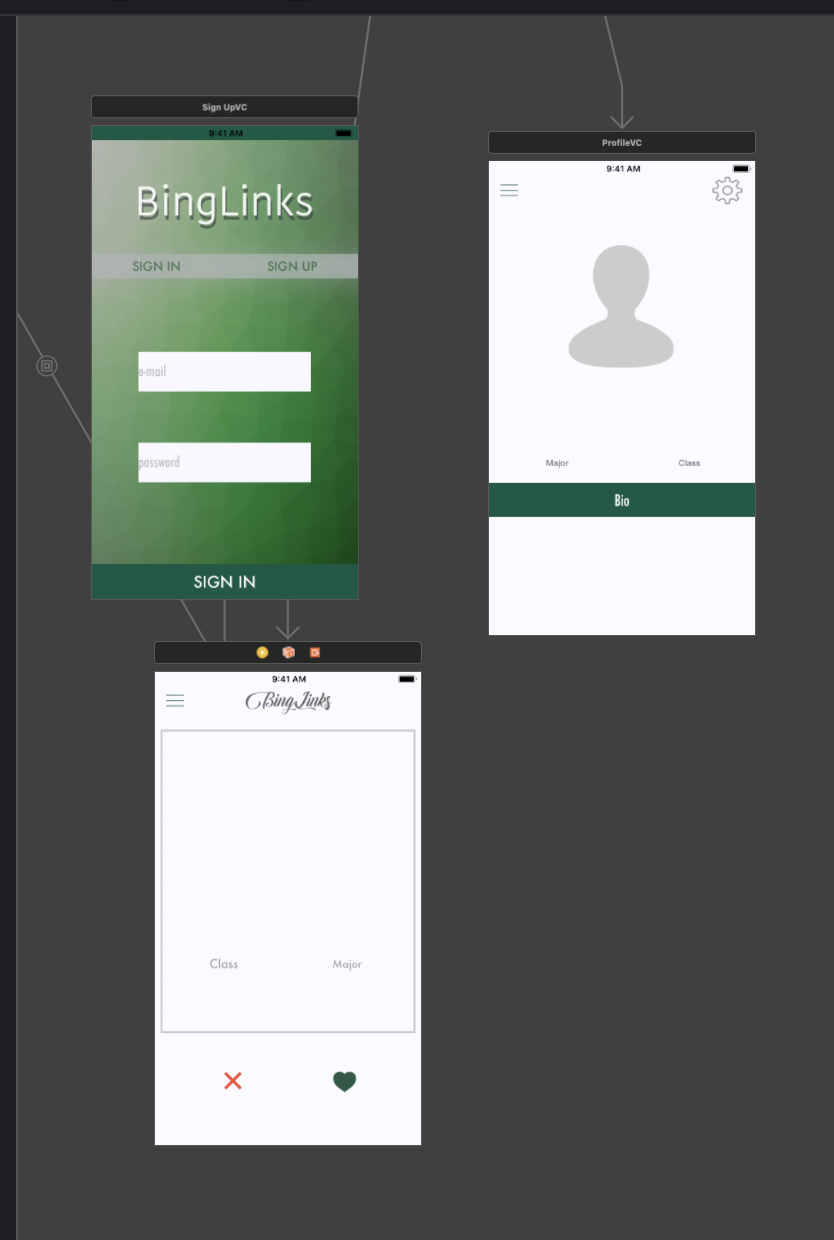 Sign UpVC
9:41 AM
BingLinks
SIGN IN SIGN UP
e-mail
password
SIGN IN
ProfileVC
9:41 AM
Major Class
Bio
9:41 AM
BingLinks
Class Major